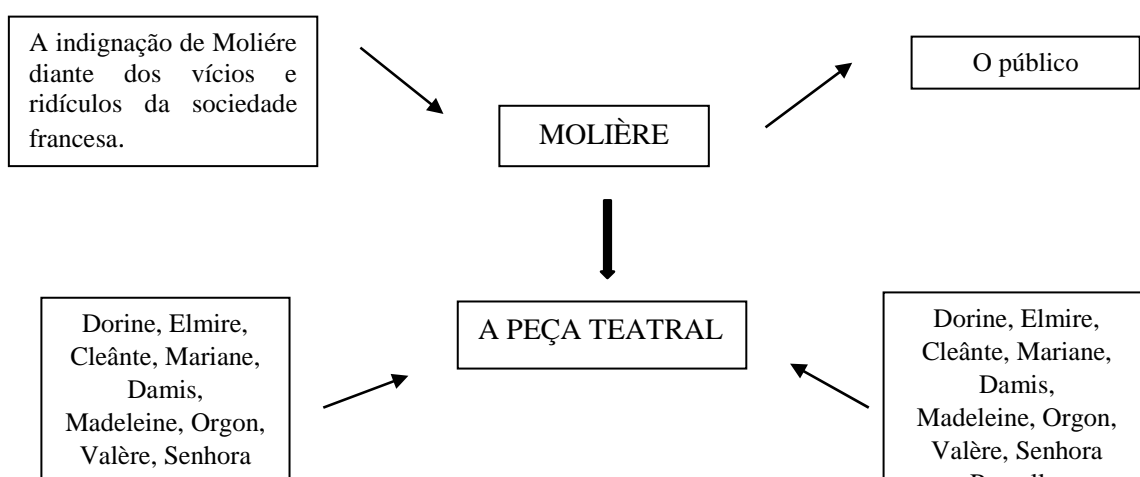 A indignação de Moliére
diante dos vícios e
ridículos da sociedade
francesa.
O público
MOLIÈRE
A PEÇA TEATRAL
Dorine, Elmire,
Cleânte, Mariane,
Damis,
Madeleine, Orgon,
Valère, Senhora
Dorine, Elmire,
Cleânte, Mariane,
Damis,
Madeleine, Orgon,
Valère, Senhora